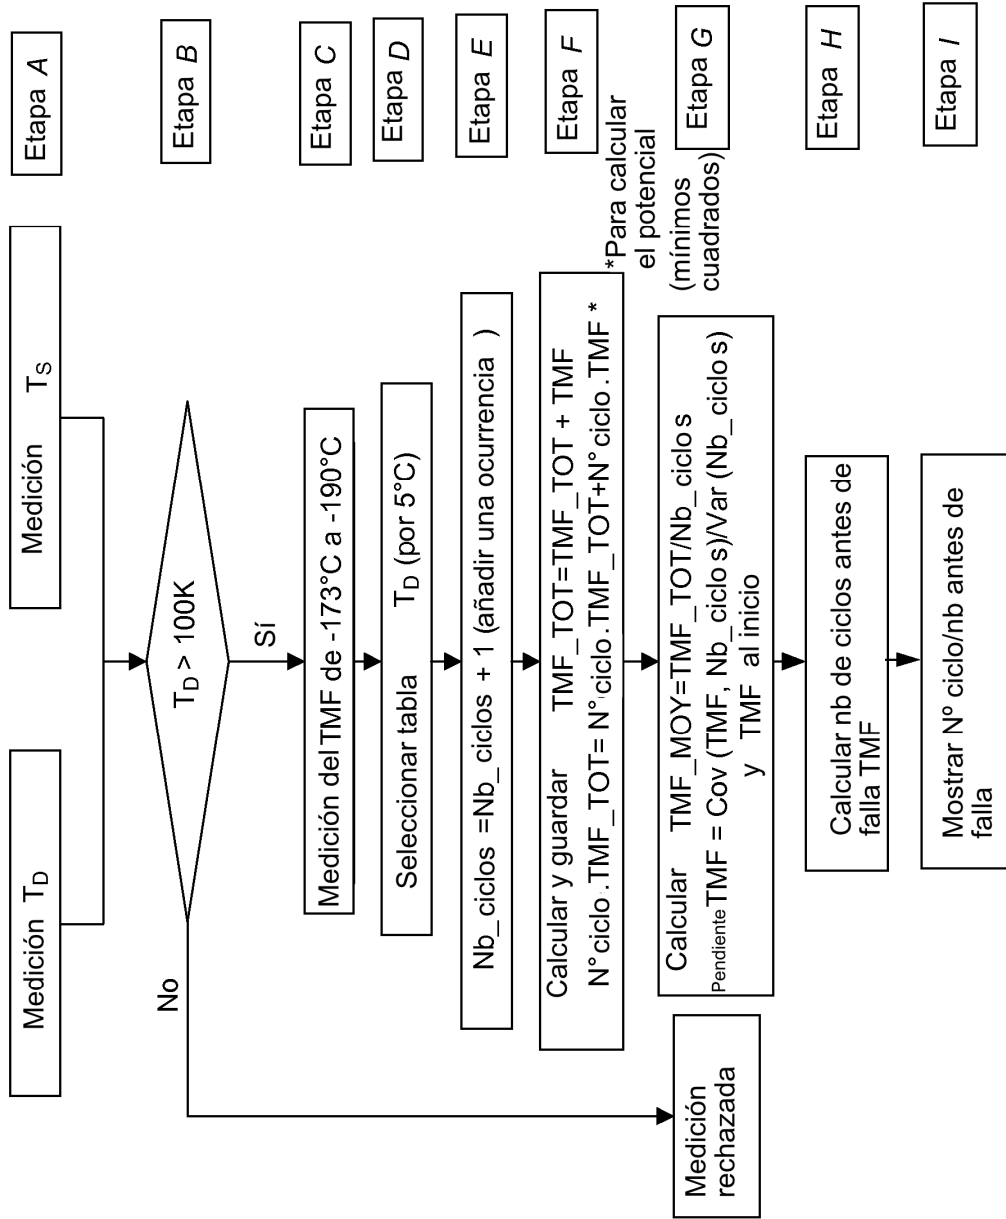 Medición T_D
Medición T_S
Etapa A
T_D > 100K
Etapa B
No
Sí
Medición del TMF de -173°C a -190°C
Etapa C
Seleccionar tabla T_D (por 5°C)
Etapa D
Nb_ciclos =Nb_ciclos + 1 (añadir una ocurrencia )
Etapa E
Calcular y guardar TMF_TOT=TMF_TOT + TMF
N°ciclo.TMF_TOT= N°ciclo.TMF_TOT+N°ciclo.TMF *
Etapa F
*Para calcular
el potencial
(mínimos
cuadrados)
Medición
rechazada
Calcular TMF_MOY=TMF_TOT/Nb_ciclos
Pendiente TMF = Cov (TMF, Nb_ciclos)/Var (Nb_ciclos)
y TMF al inicio
Etapa G
Calcular nb de ciclos antes de
falla TMF
Etapa H
Mostrar Nº ciclo/nb antes de
falla
Etapa I